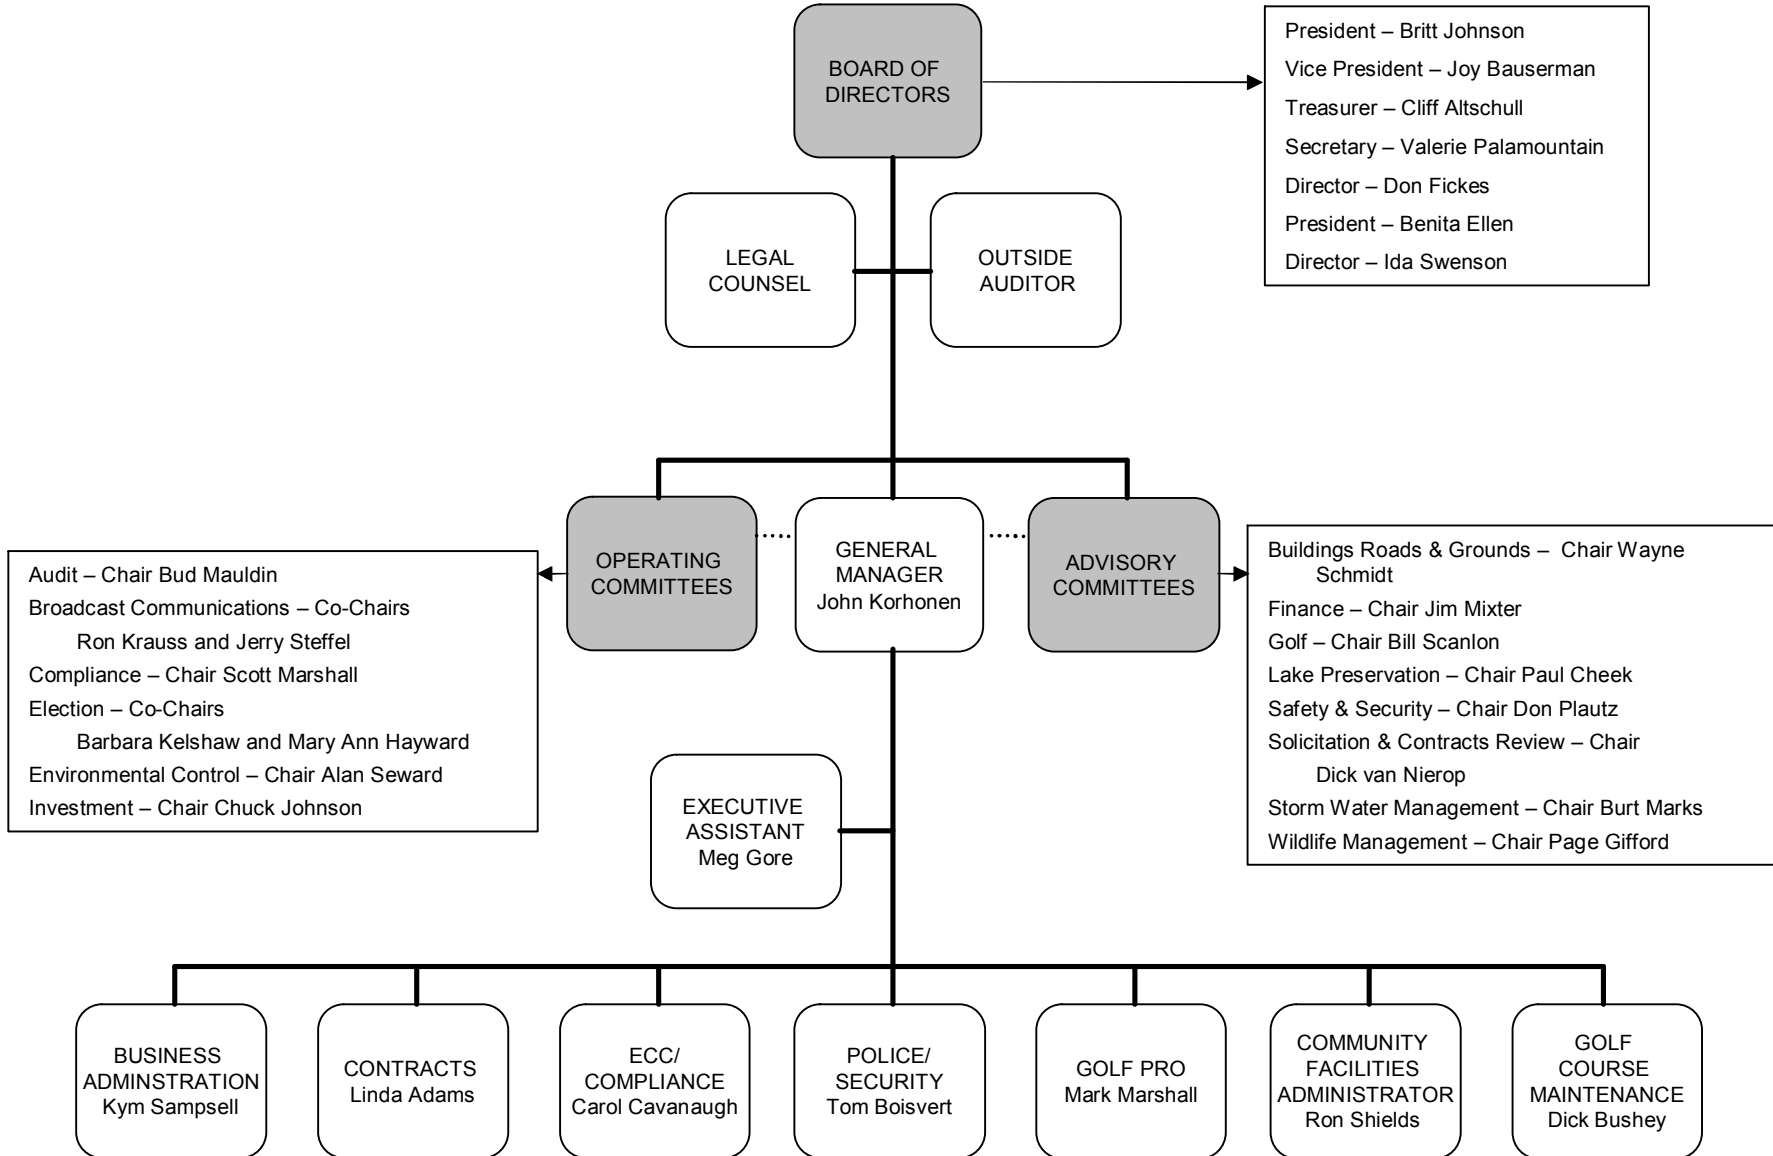 BOARD OF
DIRECTORS
President – Britt Johnson
Vice President – Joy Bauserman
Treasurer – Cliff Altschull
Secretary – Valerie Palamountain
Director – Don Fickes
President – Benita Ellen
Director – Ida Swenson
LEGAL
COUNSEL
OUTSIDE
AUDITOR
OPERATING
COMMITTEES
GENERAL
MANAGER
John Korhonen
ADVISORY
COMMITTEES
Audit – Chair Bud Mauldin
Broadcast Communications – Co-Chairs
Ron Krauss and Jerry Steffel
Compliance – Chair Scott Marshall
Election – Co-Chairs
Barbara Kelshaw and Mary Ann Hayward
Environmental Control – Chair Alan Seward
Investment – Chair Chuck Johnson
Buildings Roads & Grounds – Chair Wayne
Schmidt
Finance – Chair Jim Mixter
Golf – Chair Bill Scanlon
Lake Preservation – Chair Paul Cheek
Safety & Security – Chair Don Plautz
Solicitation & Contracts Review – Chair
Dick van Nierop
Storm Water Management – Chair Burt Marks
Wildlife Management – Chair Page Gifford
EXECUTIVE
ASSISTANT
Meg Gore
BUSINESS
ADMINSTRATION
Kym Sampsell
CONTRACTS
Linda Adams
ECC/
COMPLIANCE
Carol Cavanaugh
POLICE/
SECURITY
Tom Boisvert
GOLF PRO
Mark Marshall
COMMUNITY
FACILITIES
ADMINISTRATOR
Ron Shields
GOLF
COURSE
MAINTENANCE
Dick Bushey